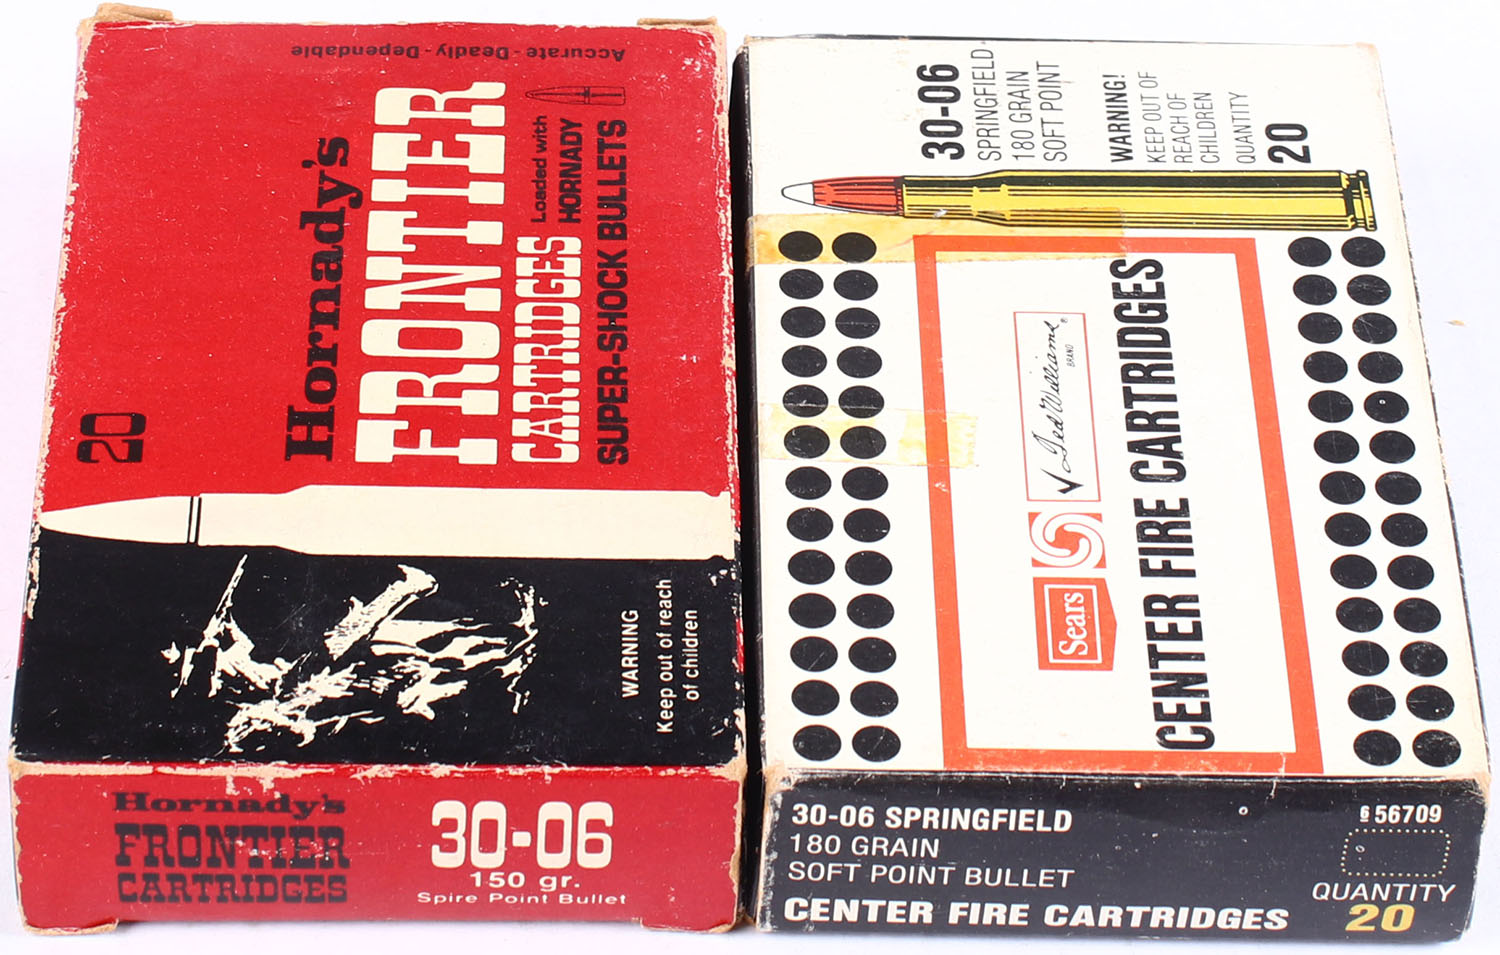 Accurate - Deadly - Dependable
20
Hornady's
FRONTIER
CARTRIDGES
Loaded with
HORNADY
SUPER-SHOCK BULLETS
WARNING
Keep out of reach
of children
Hornady's
FRONTIER
CARTRIDGES
30-06
150 gr.
Spire Point Bullet
30-06
SPRINGFIELD
180 GRAIN
SOFT POINT
WARNING!
KEEP OUT OF
REACH OF
CHILDREN
QUANTITY
20
Sears
Ted Williams
BRAND
®
CENTER FIRE CARTRIDGES
30-06 SPRINGFIELD
180 GRAIN
SOFT POINT BULLET
CENTER FIRE CARTRIDGES
6 56709
QUANTITY
20